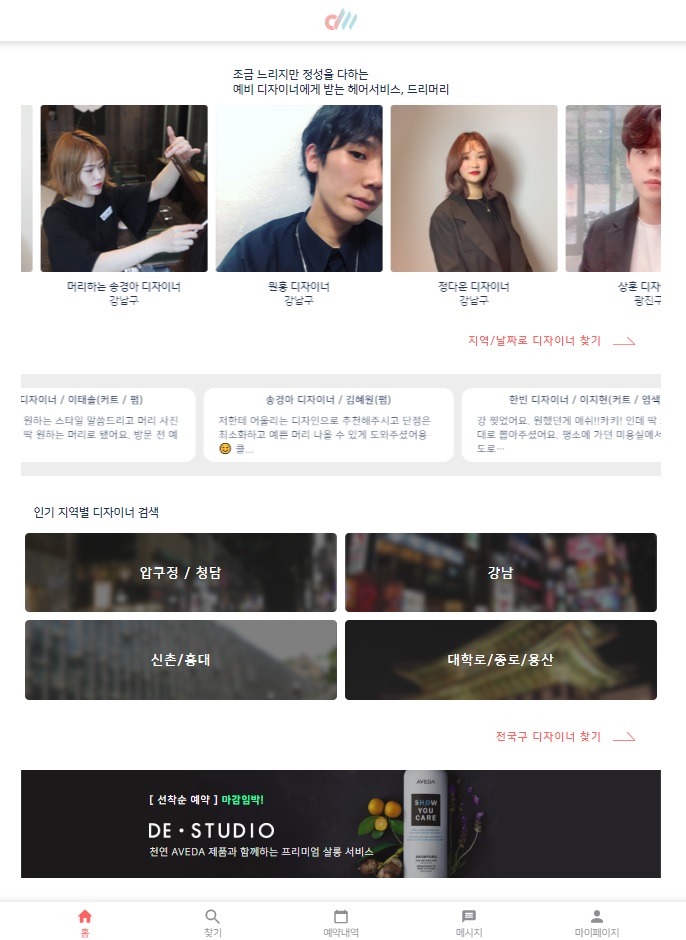 조금 느리지만 정성을 다하는
예비 디자이너에게 받는 헤어서비스, 드리머리
머리하는 송경아 디자이너
강남구
원홍 디자이너
강남구
정다운 디자이너
강남구
상훈 디자
광진구
지역/날짜로 디자이너 찾기
디자이너 / 이태솔(커트 / 펌)
원하는 스타일 말씀드리고 머리 사진
딱 원하는 머리로 됐어요. 방문 전 예
송경아 디자이너 / 김혜원(펌)
저한테 어울리는 디자인으로 추천해주시고 단점은
최소화하고 예쁜 머리 나올 수 있게 도와주셨어용
😊 클...
한빈 디자이너 / 이지현(커트 / 염색
걍 찢었어요. 원했던게 애쉬!!카키! 인데 딱
대로 뽑아주셨어요. 평소에 가던 미용실에서
도로…
인기 지역별 디자이너 검색
압구정 / 청담
강남
신촌/홍대
대학로/종로/용산
전국구 디자이너 찾기
[ 선착순 예약 ] 마감임박!
DE·STUDIO
천연 AVEDA 제품과 함께하는 프리미엄 살롱 서비스
AVEDA
SHOW
YOU
CARE
홈
찾기
예약내역
메시지
마이페이지